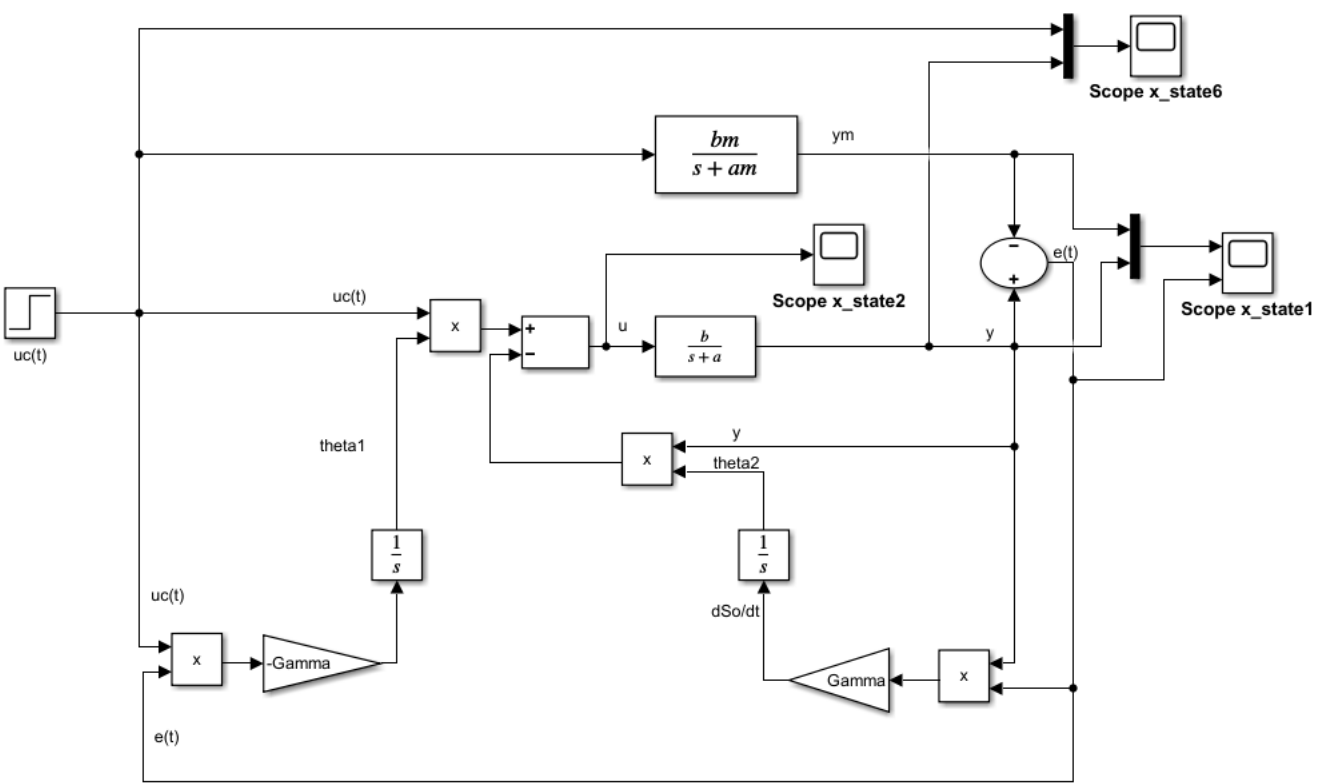 Scope x_state6
bm
s + am
ym
−
e(t)
+
Scope x_state1
Scope x_state2
uc(t)
uc(t)
x
+
−
u
b
s + a
y
theta1
x
y
theta2
1
s
1
s
dSo/dt
uc(t)
x
-Gamma
Gamma
x
e(t)